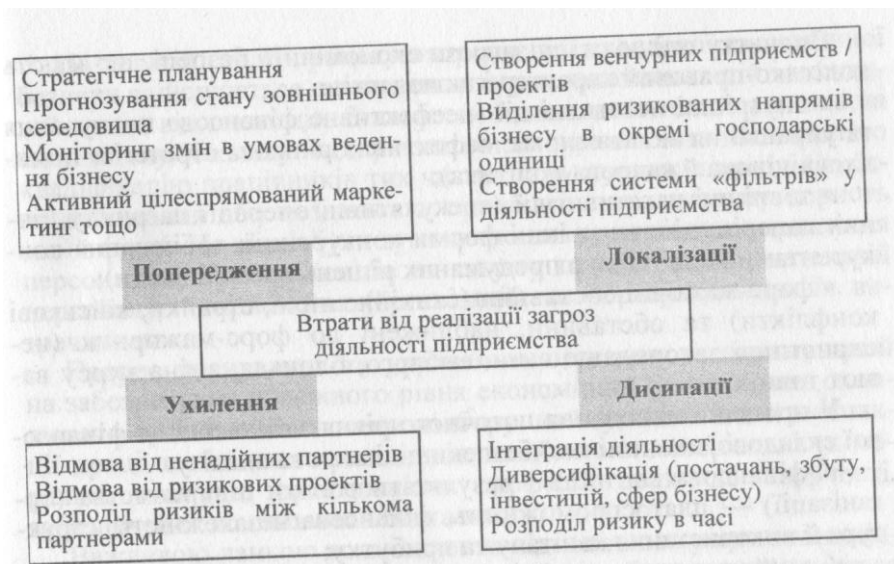 Стратегічне планування
Прогнозування стану зовнішнього
середовища
Моніторинг змін в умовах веден-
ня бізнесу
Активний цілеспрямований марке-
тинг тощо
Створення венчурних підприємств /
проектів
Виділення ризикованих напрямів
бізнесу в окремі господарські
одиниці
Створення систем «фільтрів» у
діяльності підприємства
Попередження
Локалізації
Втрати від реалізації загроз
діяльності підприємства
Ухилення
Дисипації
Відмова від ненадійних партнерів
Відмова від ризикових проектів
Розподіл ризиків між кількома
партнерами
Інтеграція діяльності
Диверсифікація (постачань, збуту,
інвестицій, сфер бізнесу)
Розподіл ризику в часі